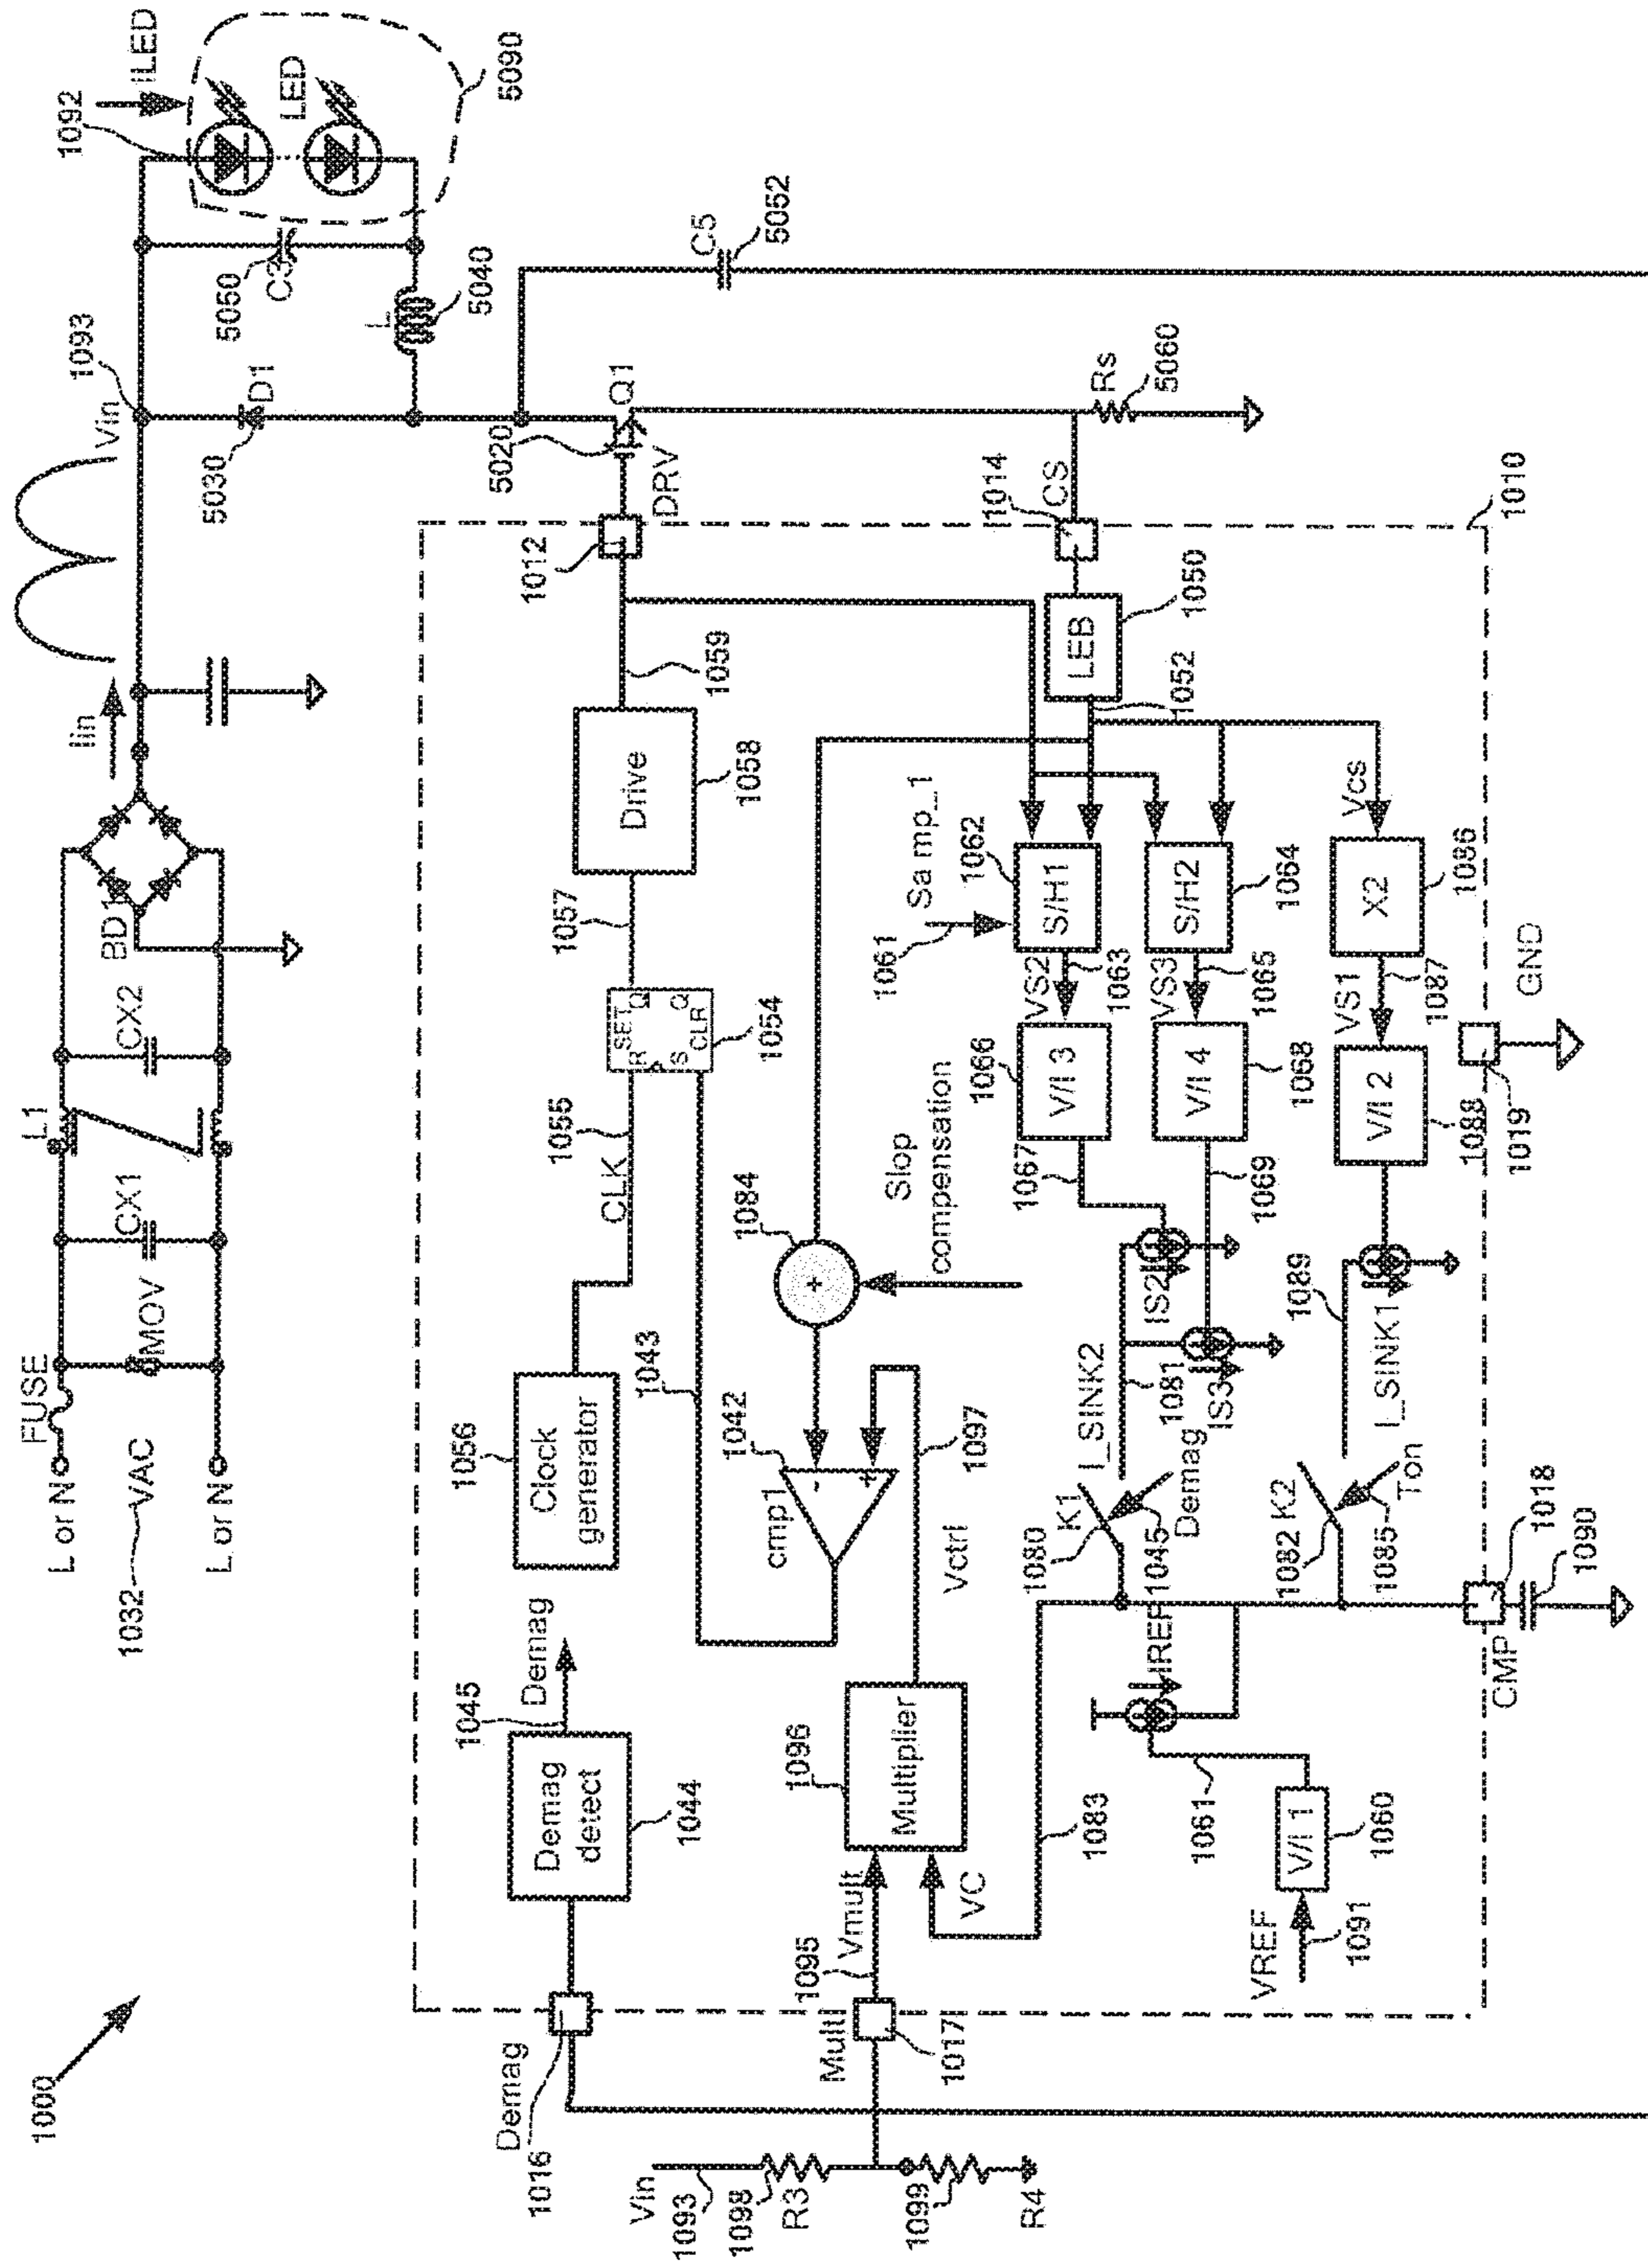 1000
L or N
FUSE
MOV
CX1
L1
CX2
BD1
L or N
1032
VAC
Iin
Vin
1093
D1
5030
5050
C3
L
5040
1092
ILED
LED
5090
C5
5052
5020
Q1
DRV
1012
1014
CS
Rs
5060
1010
Demag
1016
Demag
detect
1044
1045
Demag
1056
Clock
generator
CLK
1055
R
SET
Q
S
CLR
Q
1054
1057
Drive
1058
1059
LEB
1050
1052
1084
Slop
compensation
1043
1042
cmp1
-
+
1097
Vctrl
1096
Multiplier
Vmult
1095
Multi
1017
VC
1083
Vin
1093
1098
R3
1099
R4
Sa mp_1
1061
1062
S/H1
1064
S/H2
Vcs
X2
1086
VS2
1063
VS3
1065
VS1
1087
1066
V/I 3
V/I 4
1068
V/I 2
1088
1067
1069
IS2
IS3
I_SINK2
1081
1089
I_SINK1
K1
1080
1045
Demag
K2
1082
1085
Ton
IREF
1061
V/I 1
1060
VREF
1091
CMP
1018
1090
1019
GND